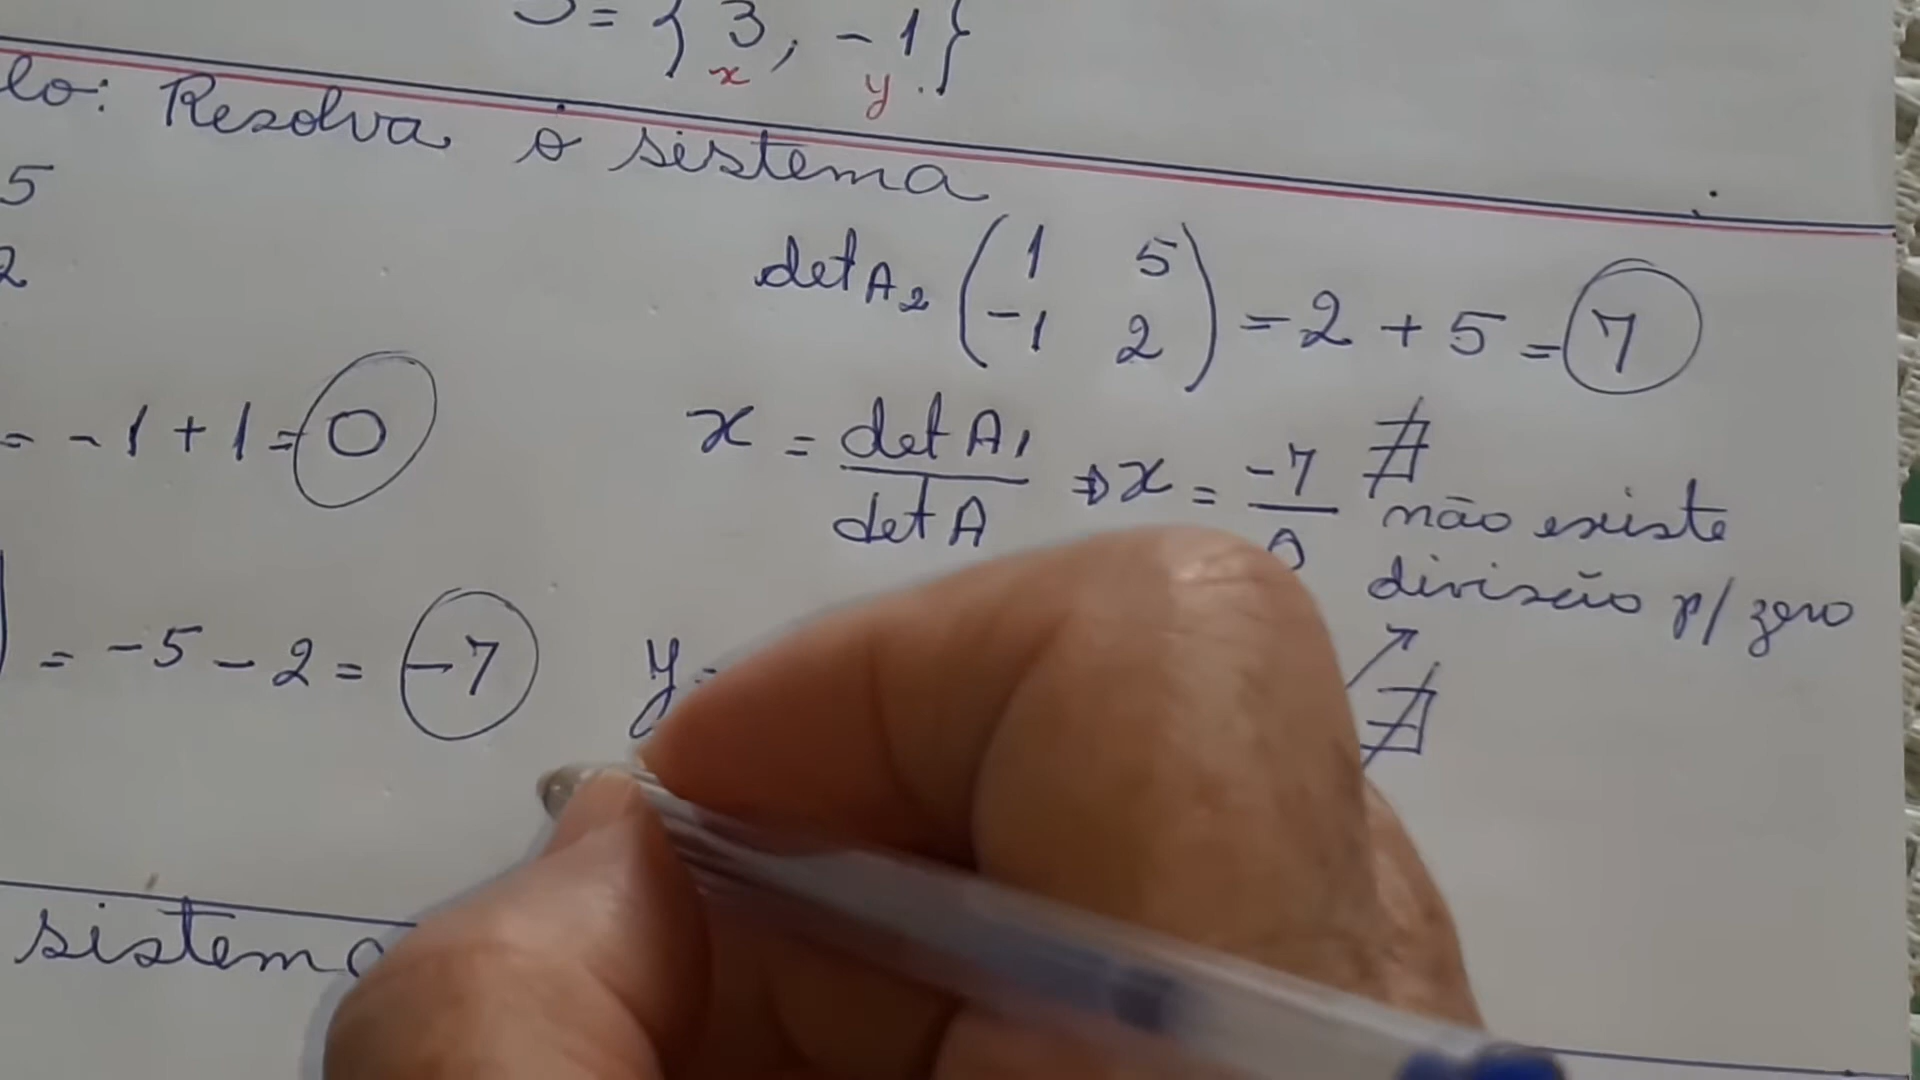 S = { 3, -1 }
x y
lo: Resolva o sistema
5
2
det A₂ ( 1 5
-1 2 ) = 2 + 5 = 7
= -1 + 1 = 0
x = det A₁ / det A ⇒ x = -7 / 0 ∄
não existe
divisão p/ zero
= -5 - 2 = -7
y =
∄
sistema